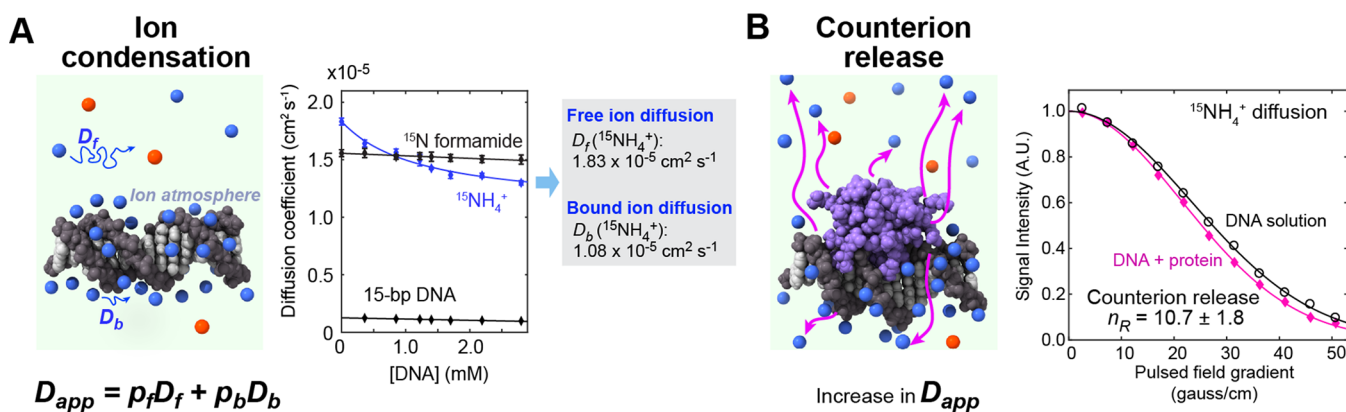 A
Ion
condensation
D_f
Ion atmosphere
D_b
D_app = p_f D_f + p_b D_b
x10^-5
Diffusion coefficient (cm² s⁻¹)
2.0
1.5
1.0
0.5
0
¹⁵N formamide
¹⁵NH₄⁺
15-bp DNA
0 1.0 2.0
[DNA] (mM)
Free ion diffusion
D_f (¹⁵NH₄⁺):
1.83 x 10⁻⁵ cm² s⁻¹
Bound ion diffusion
D_b (¹⁵NH₄⁺):
1.08 x 10⁻⁵ cm² s⁻¹
B
Counterion
release
Increase in D_app
Signal Intensity (A.U.)
1.0
0.8
0.6
0.4
0.2
0.0
¹⁵NH₄⁺ diffusion
DNA solution
DNA + protein
Counterion release
n_R = 10.7 ± 1.8
0 10 20 30 40 50
Pulsed field gradient
(gauss/cm)